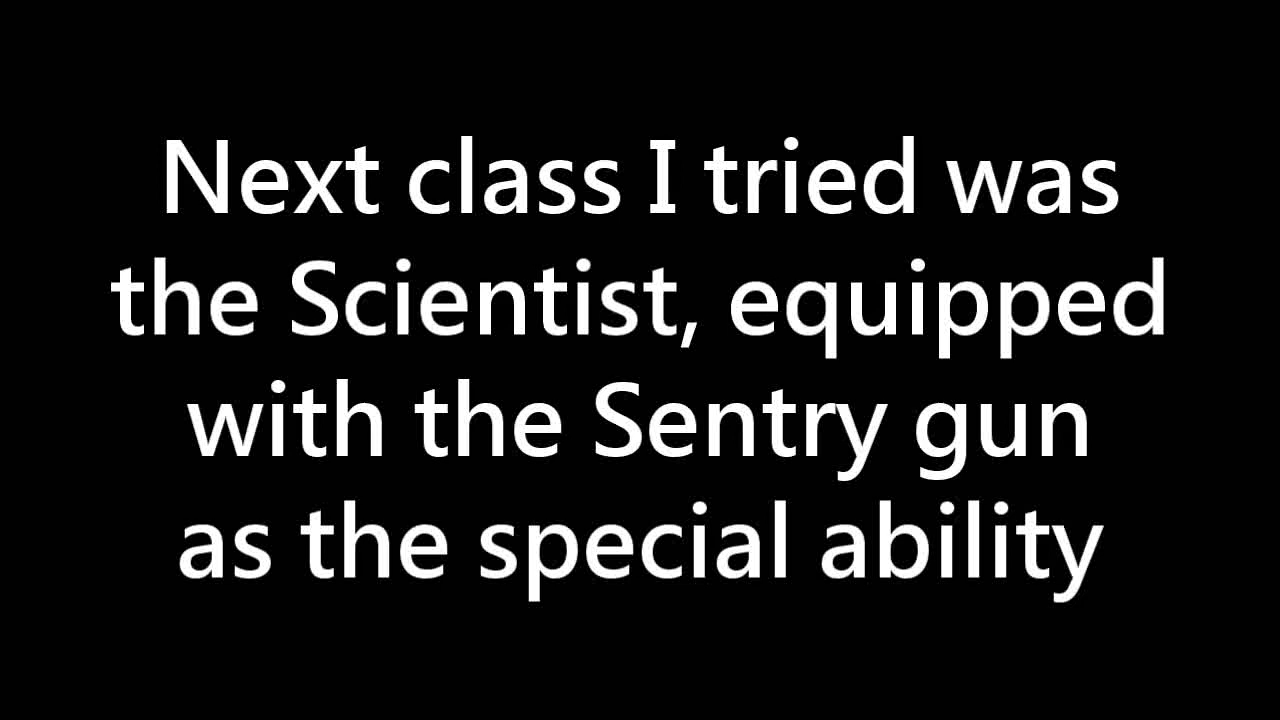 Next class I tried was
the Scientist, equipped
with the Sentry gun
as the special ability